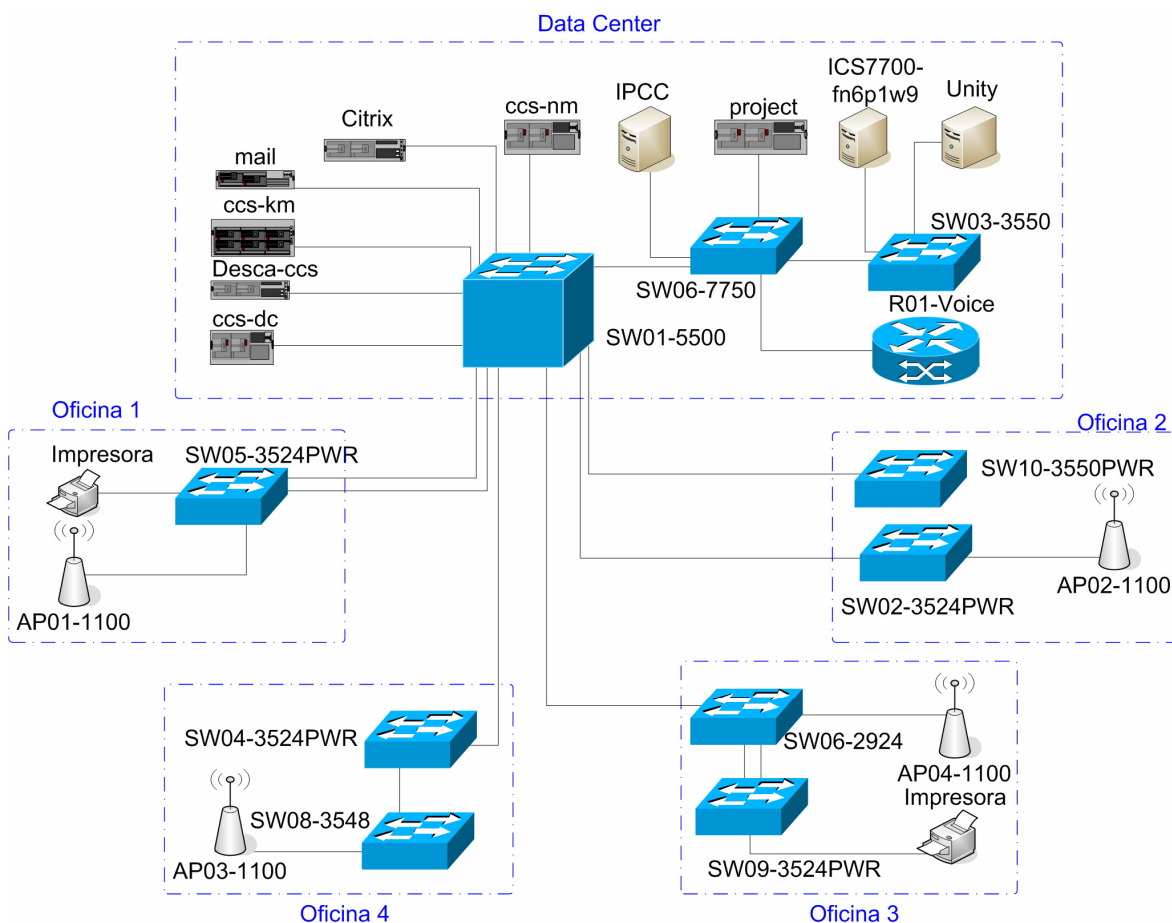 Data Center
ICS7700-
fn6p1w9
Unity
IPCC
project
ccs-nm
Citrix
mail
ccs-km
Desca-ccs
ccs-dc
SW03-3550
SW06-7750
R01-Voice
SW01-5500
Oficina 1
Impresora
SW05-3524PWR
AP01-1100
Oficina 2
SW10-3550PWR
SW02-3524PWR
AP02-1100
SW04-3524PWR
SW08-3548
AP03-1100
Oficina 4
SW06-2924
AP04-1100
Impresora
SW09-3524PWR
Oficina 3